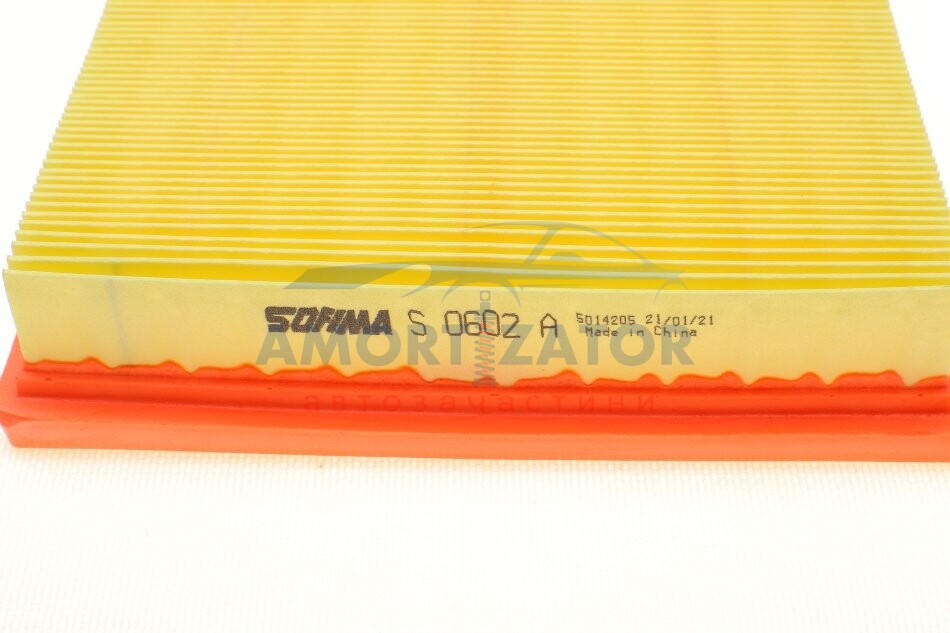 SOFIMA S 0602 A 5014205 21/01/21
Made in China
AMORTIZATOR
автозапчастини